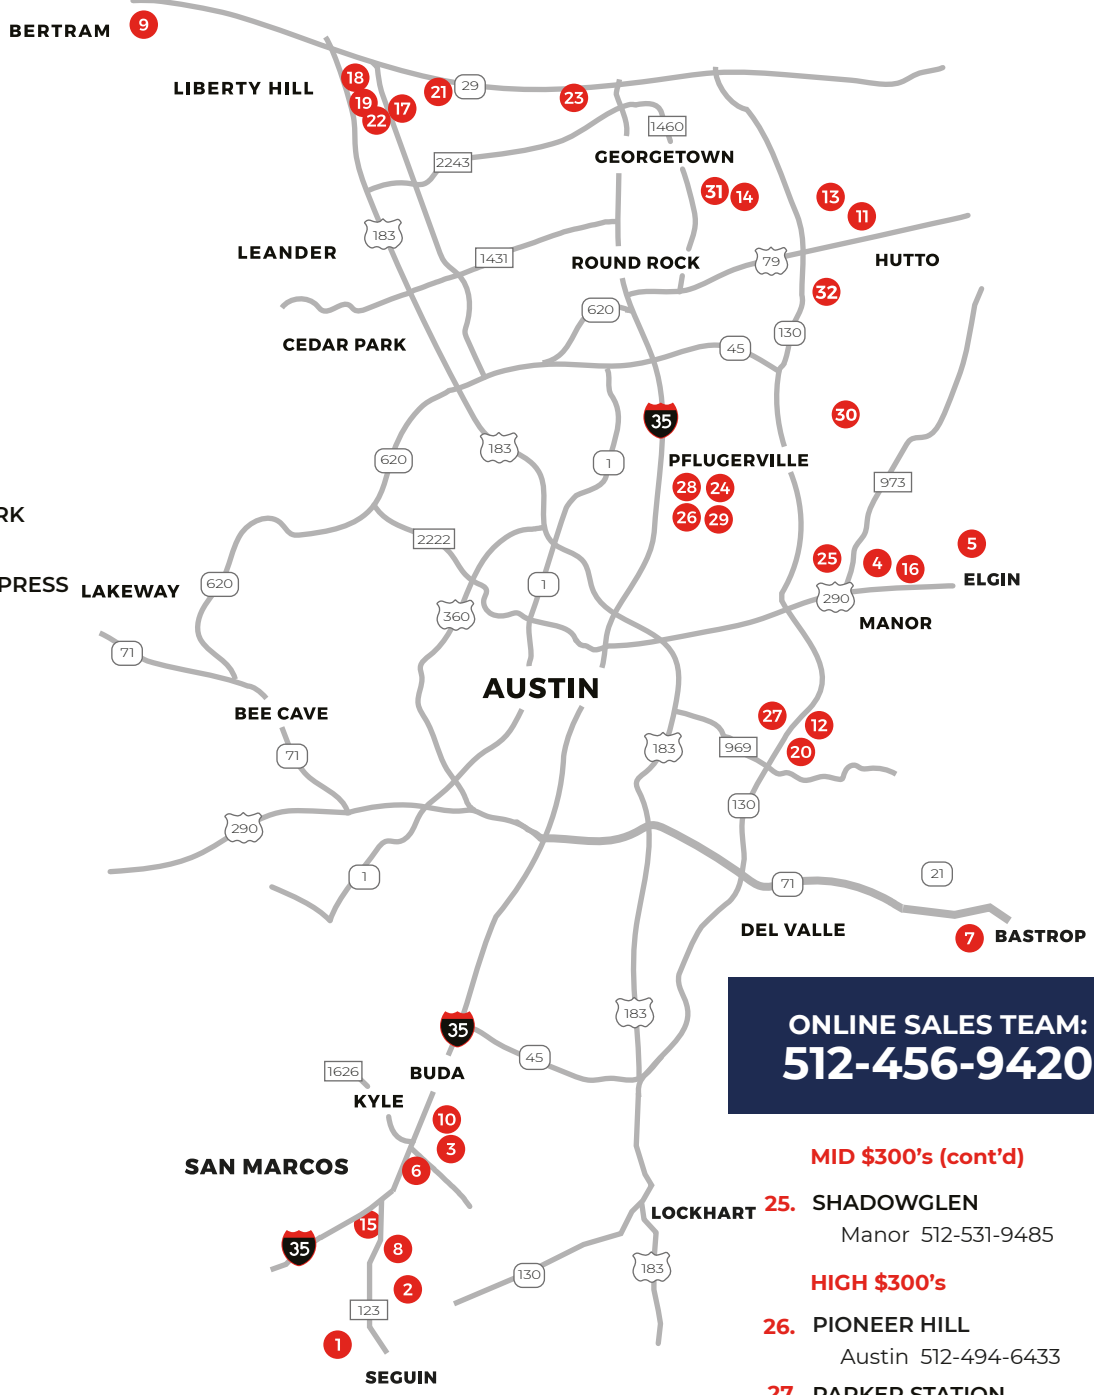 BERTRAM 9
18
LIBERTY HILL
21 29
19 17 23
22
1460
GEORGETOWN
2243
31 14 13
11
183
LEANDER
1431 ROUND ROCK 79 HUTTO
32
620
130
CEDAR PARK 45
30
35
183
620 1 PFLUGERVILLE
973
28 24
RK 26 29
2222 5
25 4 16
PRESS LAKEWAY 620 1 ELGIN
290
360
MANOR
71
AUSTIN
BEE CAVE 27 12
183 969 20
71
130
290
21
1 71
DEL VALLE
7 BASTROP
183
35
ONLINE SALES TEAM:
512-456-9420
45
1626 BUDA
KYLE
10
3
MID $300's (cont'd)
SAN MARCOS 6
25. SHADOWGLEN
LOCKHART
15
Manor 512-531-9485
35 8
183
130
HIGH $300's
2
123
26. PIONEER HILL
1
Austin 512-494-6433
SEGUIN
27. PARKER STATION